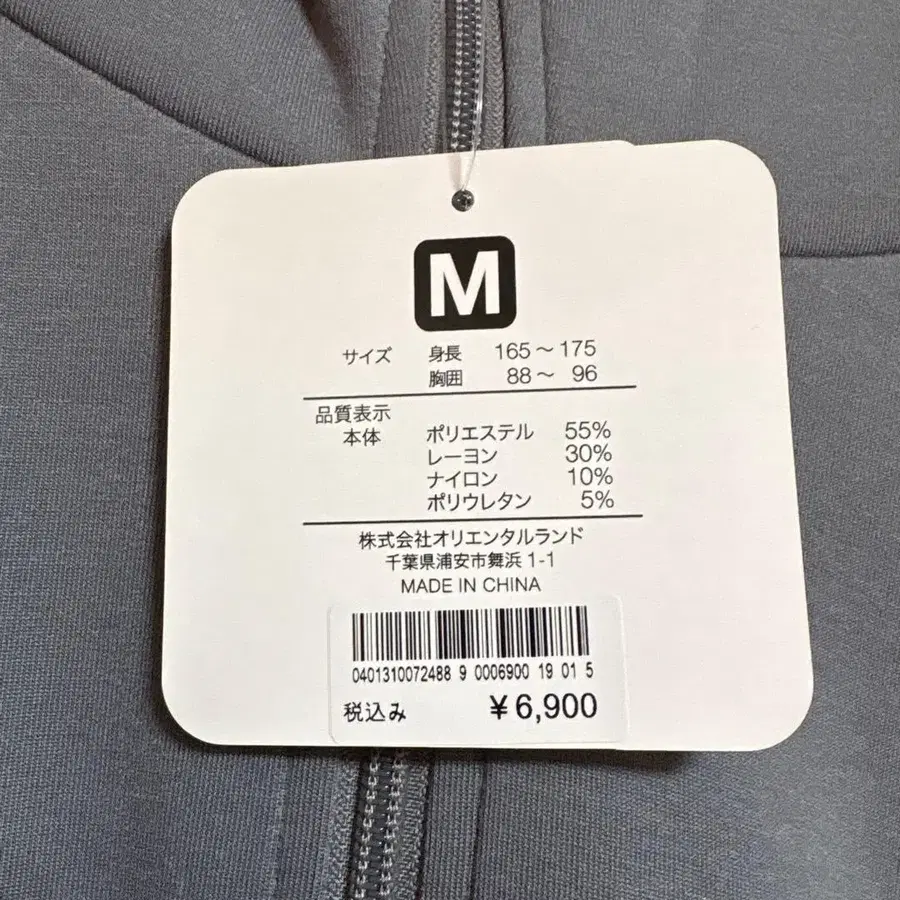 M
サイズ 身長 165～175
胸囲 88～ 96
品質表示
本体 ポリエステル 55%
レーヨン 30%
ナイロン 10%
ポリウレタン 5%
株式会社オリエンタルランド
千葉県浦安市舞浜 1-1
MADE IN CHINA
0401310072488 9 0006900 19 01 5
税込み ¥6,900